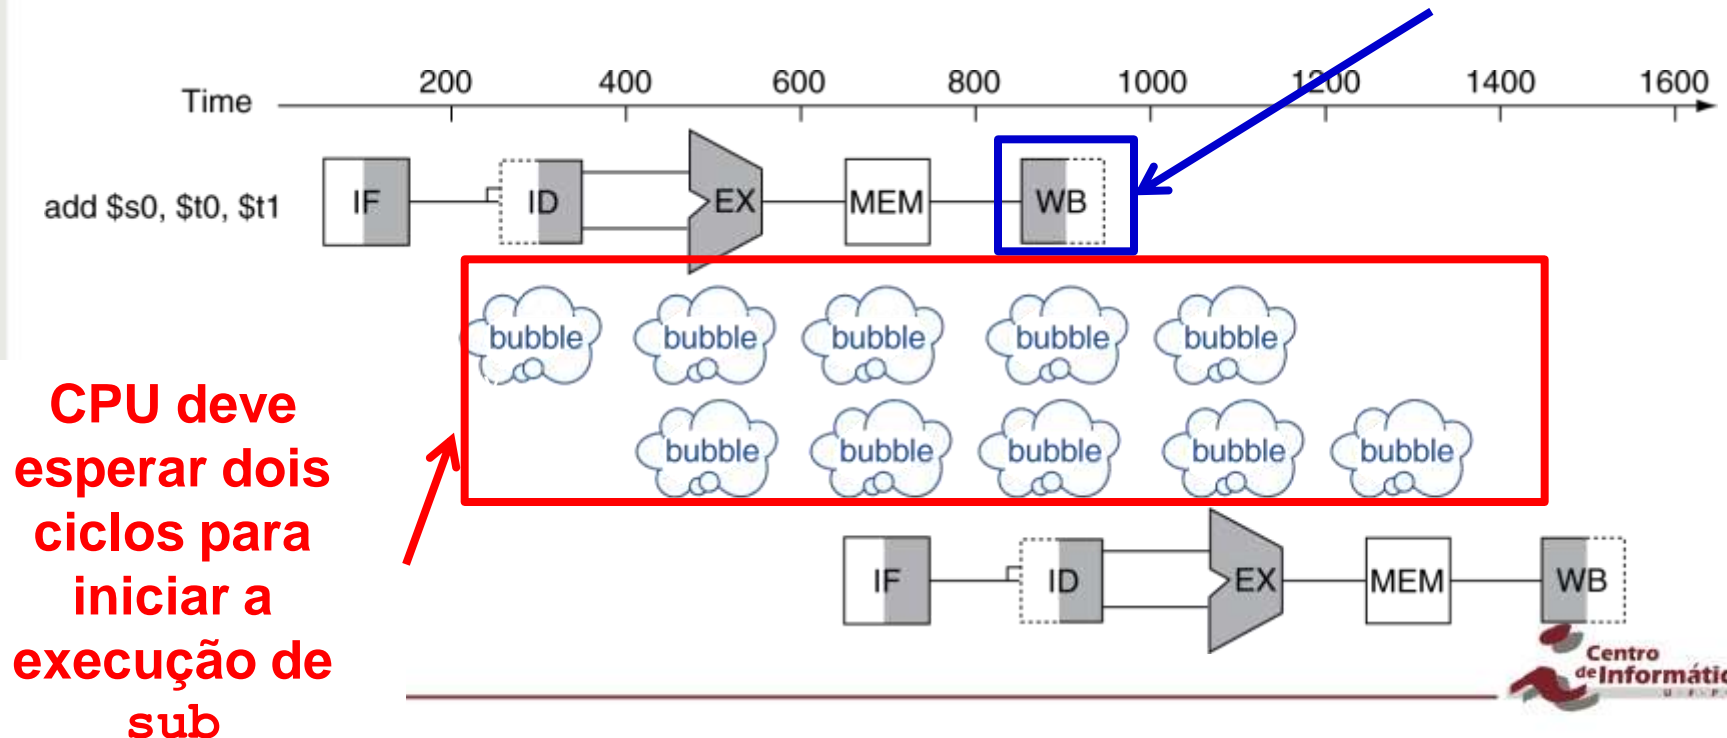 200 400 600 800 1000 1200 1400 1600
Time
add $s0, $t0, $t1 IF ID EX MEM WB
bubble bubble bubble bubble bubble
bubble bubble bubble bubble bubble
CPU deve
esperar dois
ciclos para
iniciar a
execução de
sub
IF ID EX MEM WB
Centro
de Informátic
U · F · P